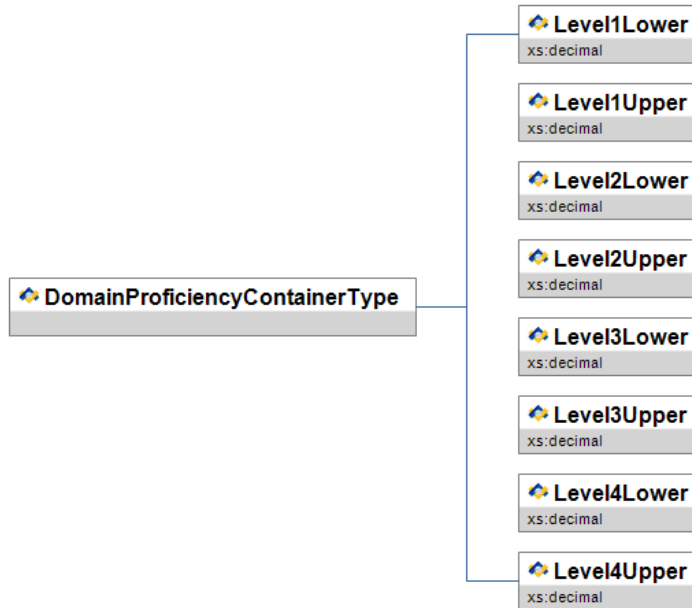 Level1Lower
xs:decimal
Level1Upper
xs:decimal
Level2Lower
xs:decimal
Level2Upper
xs:decimal
DomainProficiencyContainerType
Level3Lower
xs:decimal
Level3Upper
xs:decimal
Level4Lower
xs:decimal
Level4Upper
xs:decimal